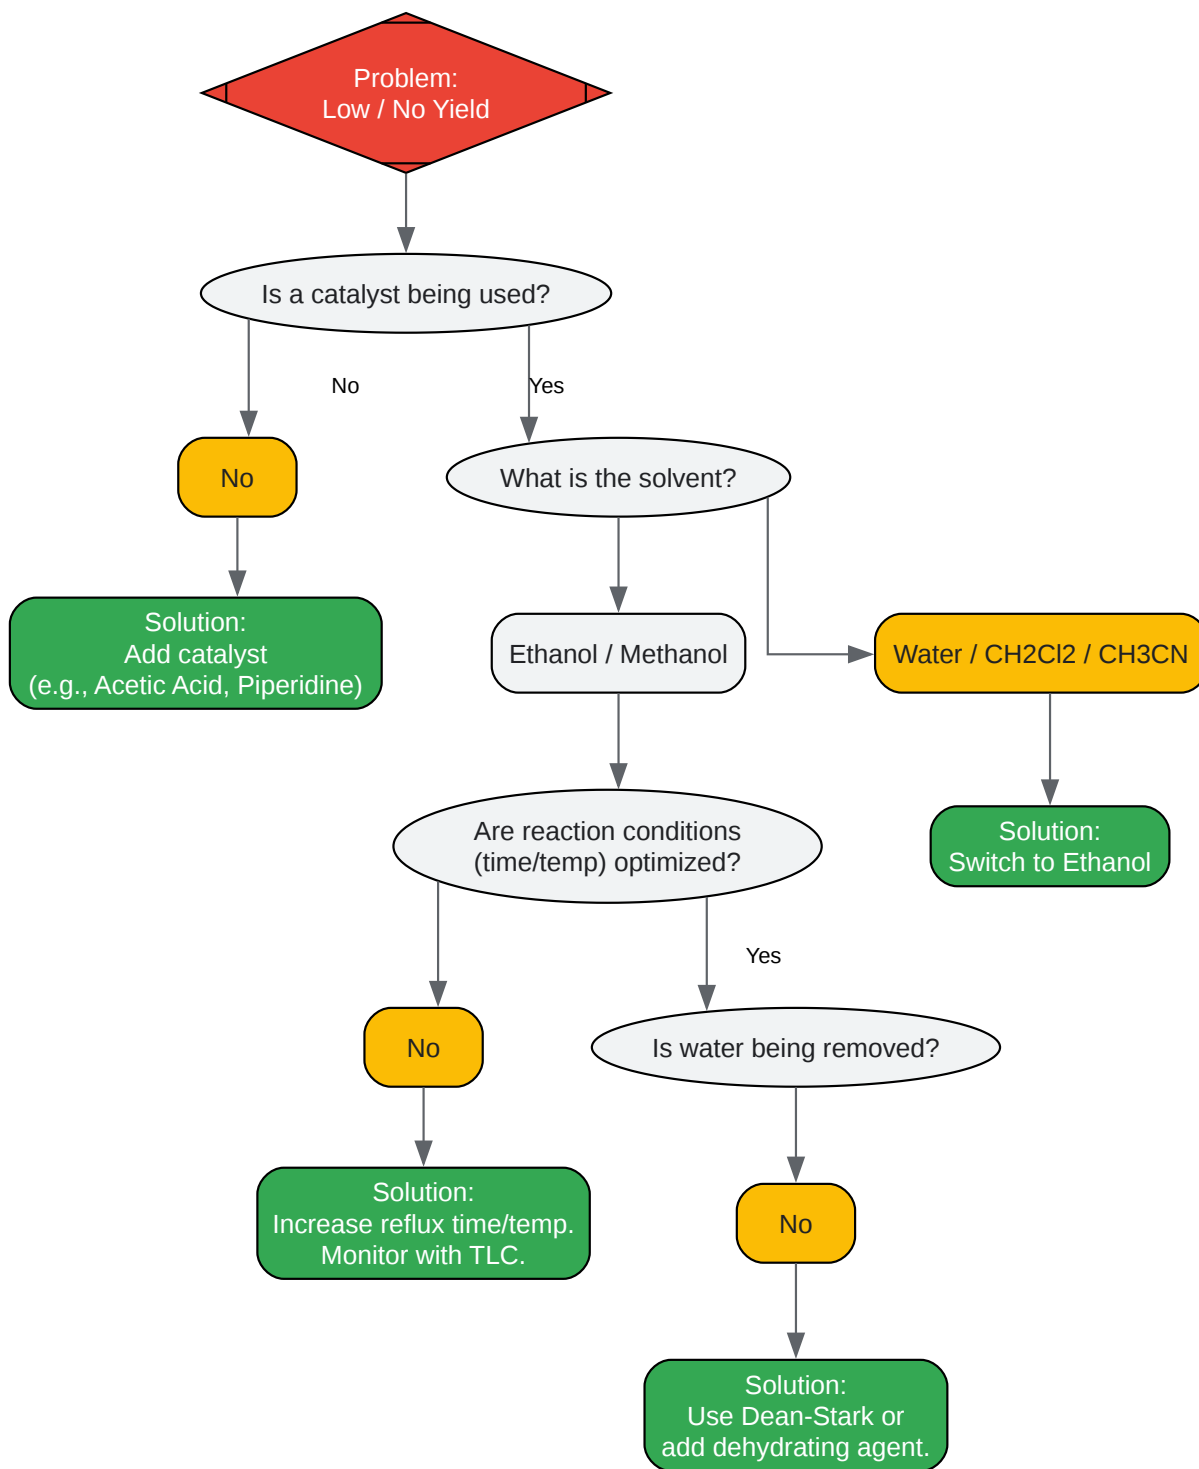 Problem:
Low / No Yield
Is a catalyst being used?
No
Yes
No
What is the solvent?
Solution:
Add catalyst
(e.g., Acetic Acid, Piperidine)
Ethanol / Methanol
Water / CH2Cl2 / CH3CN
Are reaction conditions
(time/temp) optimized?
Solution:
Switch to Ethanol
Yes
No
Is water being removed?
Solution:
Increase reflux time/temp.
Monitor with TLC.
No
Solution:
Use Dean-Stark or
add dehydrating agent.